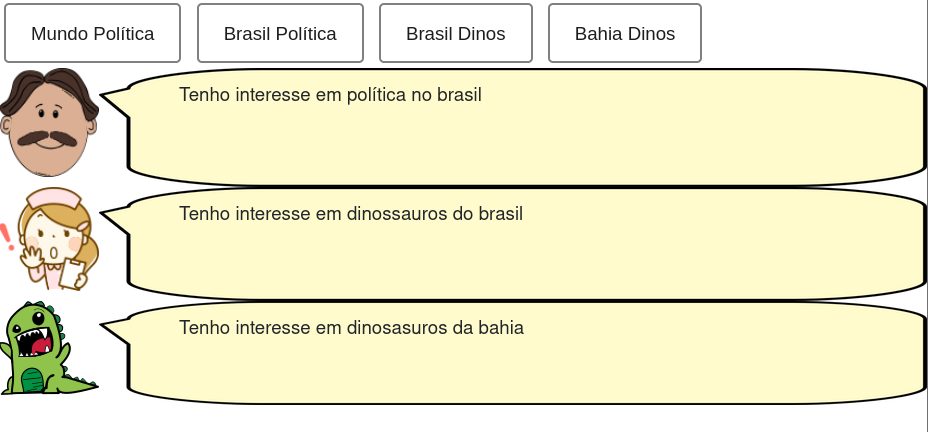 Mundo Política
Brasil Política
Brasil Dinos
Bahia Dinos
Tenho interesse em política no brasil
Tenho interesse em dinossauros do brasil
Tenho interesse em dinosasuros da bahia